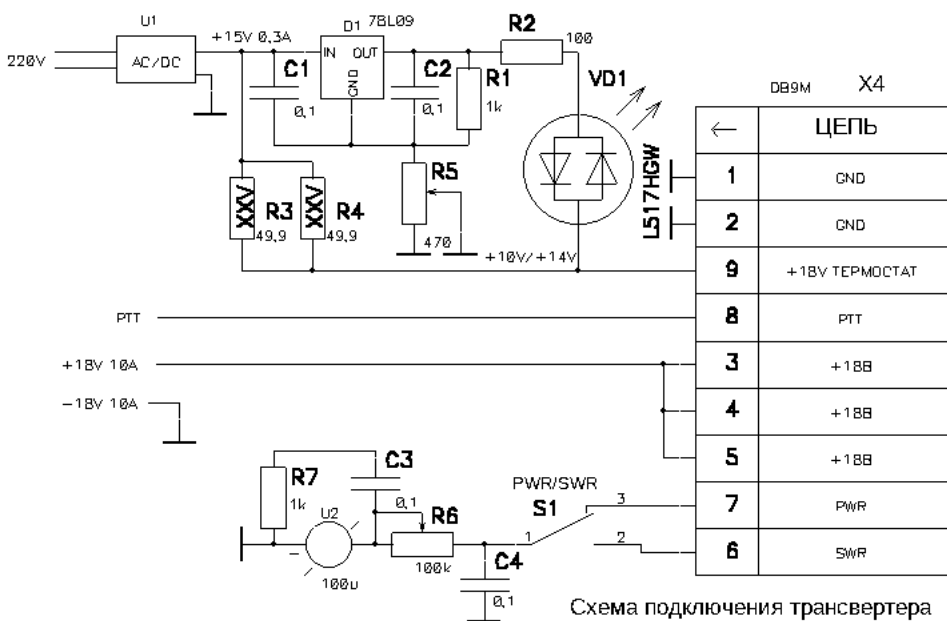 U1
220V
AC/DC
+15V 0,3A
D1 78L09
IN OUT
GND
C1
0,1
C2
0,1
R1
1k
R2
100
VD1
L517HGW
R3
49,9
XXV
R4
49,9
XXV
R5
470
+10V/+14V
PTT
+18V 10A
-18V 10A
R7
1k
C3
0,1
U2
-
100u
R6
100k
C4
0,1
PWR/SWR
S1
1
3
2
DB9M X4
← ЦЕПЬ
1 GND
2 GND
9 +18V ТЕРМОСТАТ
8 PTT
3 +18В
4 +18В
5 +18В
7 PWR
6 SWR
Схема подключения трансвертера